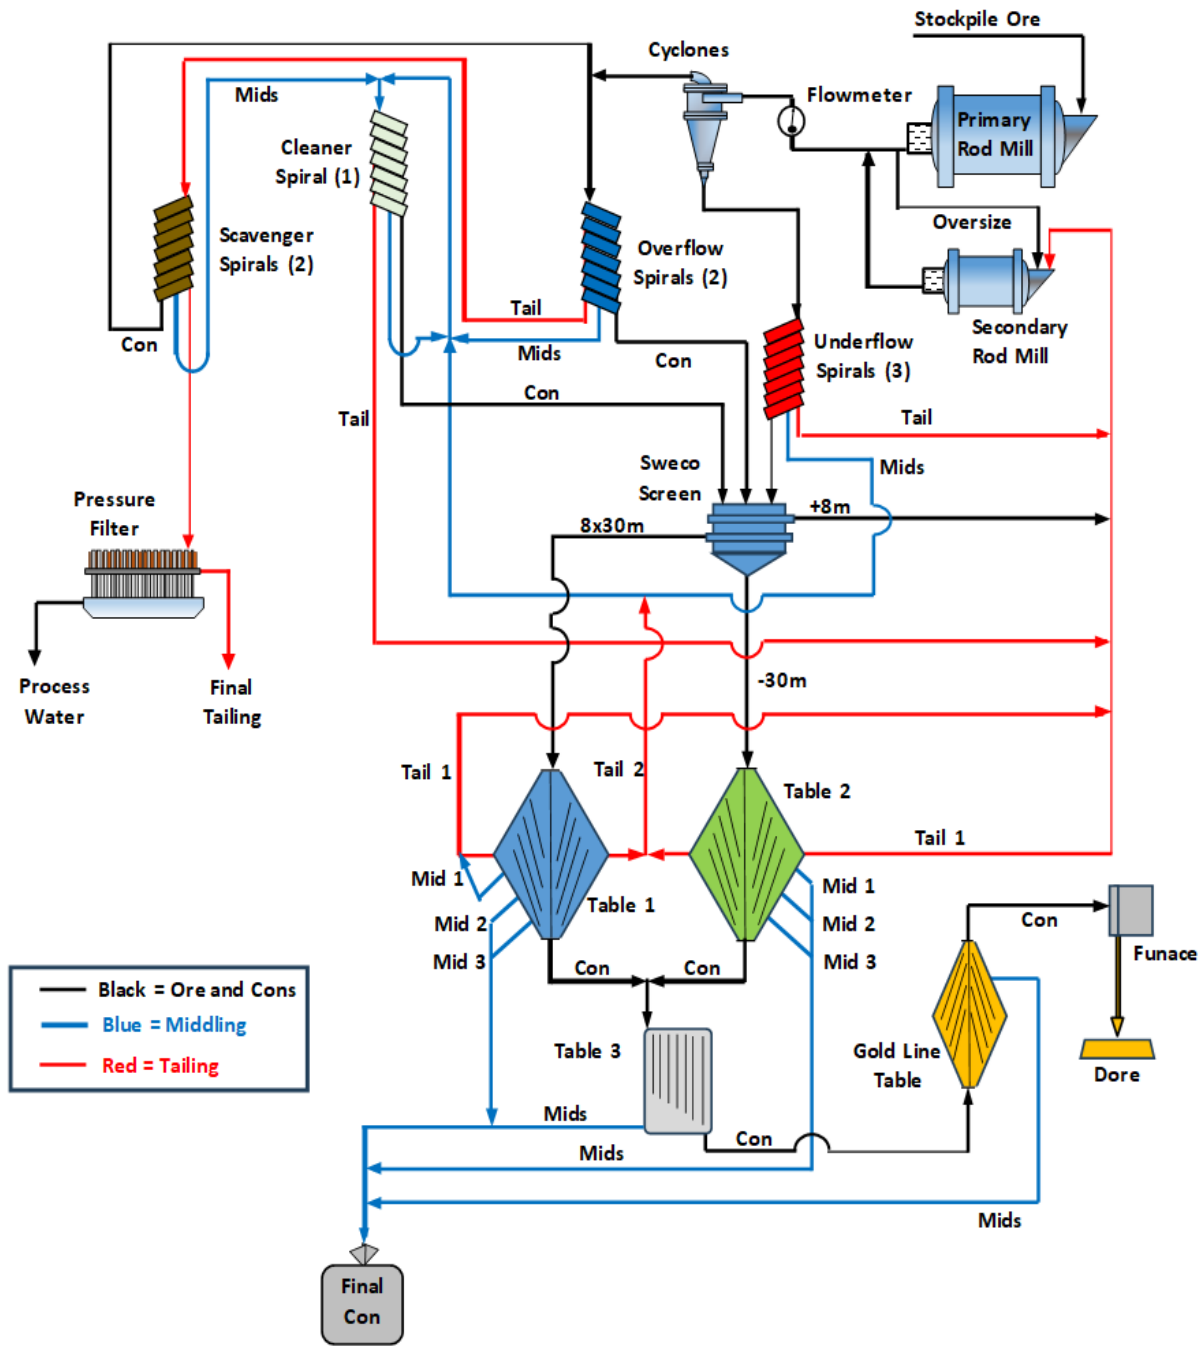 Stockpile Ore
Cyclones
Flowmeter
Primary
Rod Mill
Mids
Cleaner
Spiral (1)
Oversize
Scavenger
Spirals (2)
Overflow
Spirals (2)
Tail
Secondary
Rod Mill
Con
Mids
Con
Underflow
Spirals (3)
Con
Tail
Tail
Sweco
Screen
Mids
Pressure
Filter
8x30m
+8m
Process
Water
Final
Tailing
-30m
Tail 1
Tail 2
Table 2
Tail 1
Mid 1
Mid 2
Mid 3
Table 1
Mid 1
Mid 2
Mid 3
Con
Con
Con
Funace
Black = Ore and Cons
Blue = Middling
Red = Tailing
Table 3
Gold Line
Table
Dore
Mids
Con
Mids
Mids
Final
Con